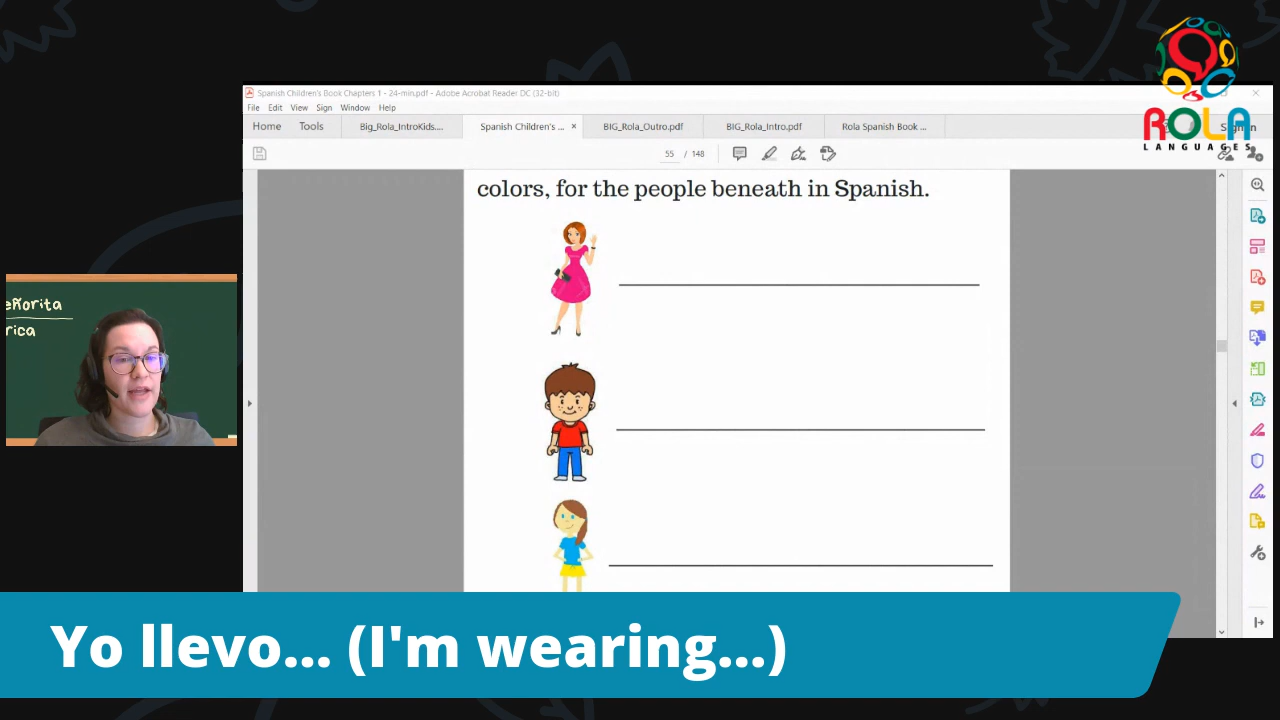 Spanish Children's Book Chapters 1 - 24-min.pdf - Adobe Acrobat Reader DC (32-bit)
File Edit View Sign Window Help
Home Tools Big_Rola_IntroKids.... Spanish Children's ... × BIG_Rola_Outro.pdf BIG_Rola_Intro.pdf Rola Spanish Book ...
55 / 148
ROLA
LANGUAGES
colors, for the people beneath in Spanish.
eñorita
rica
Yo llevo... (I'm wearing...)